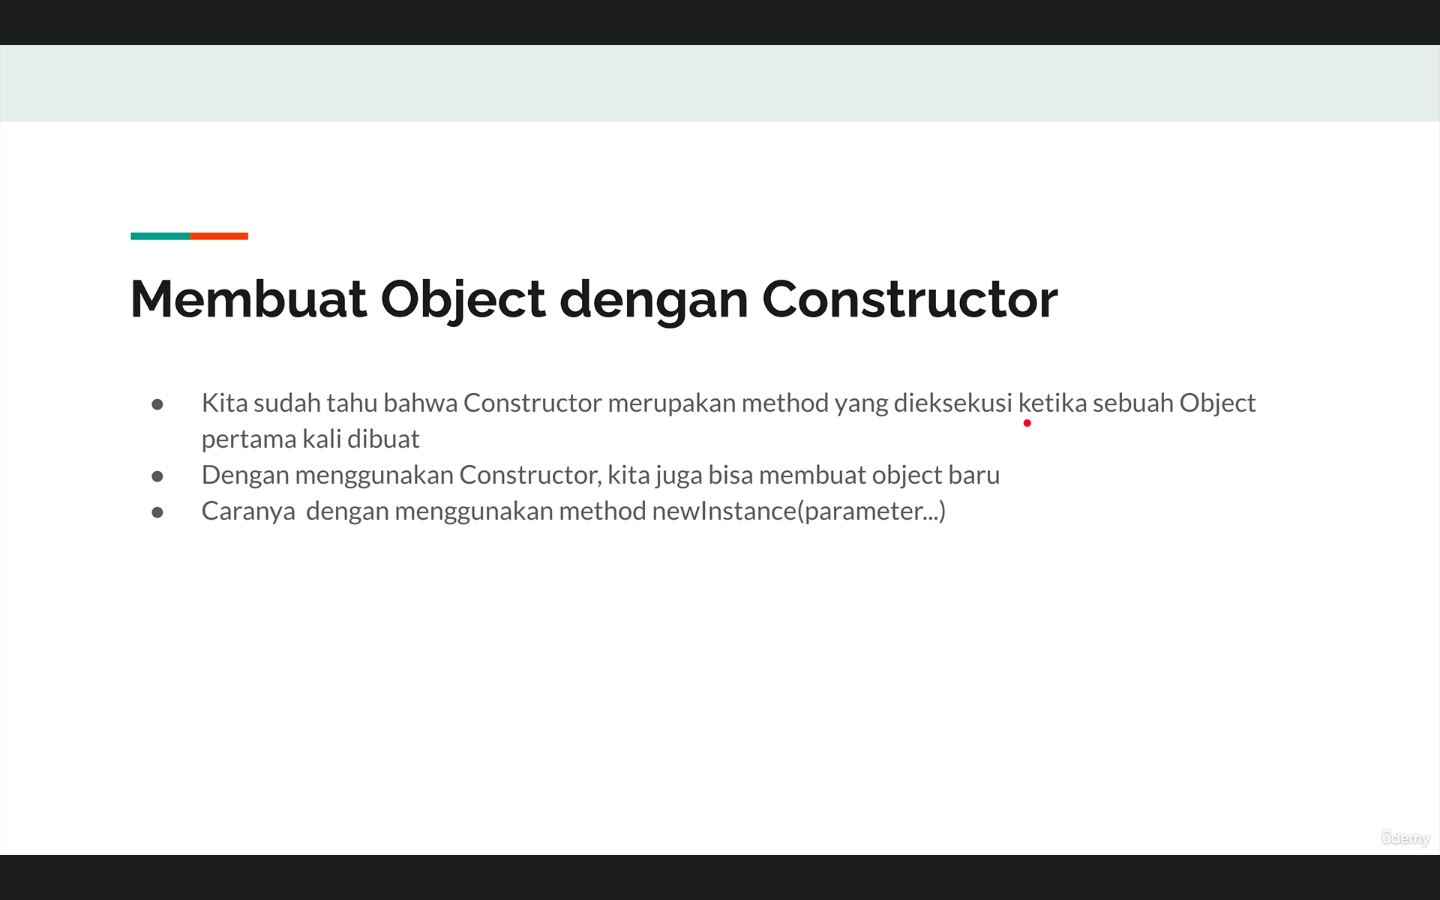 Membuat Object dengan Constructor
● Kita sudah tahu bahwa Constructor merupakan method yang dieksekusi ketika sebuah Object
pertama kali dibuat
● Dengan menggunakan Constructor, kita juga bisa membuat object baru
● Caranya  dengan menggunakan method newInstance(parameter...)
ûdemy